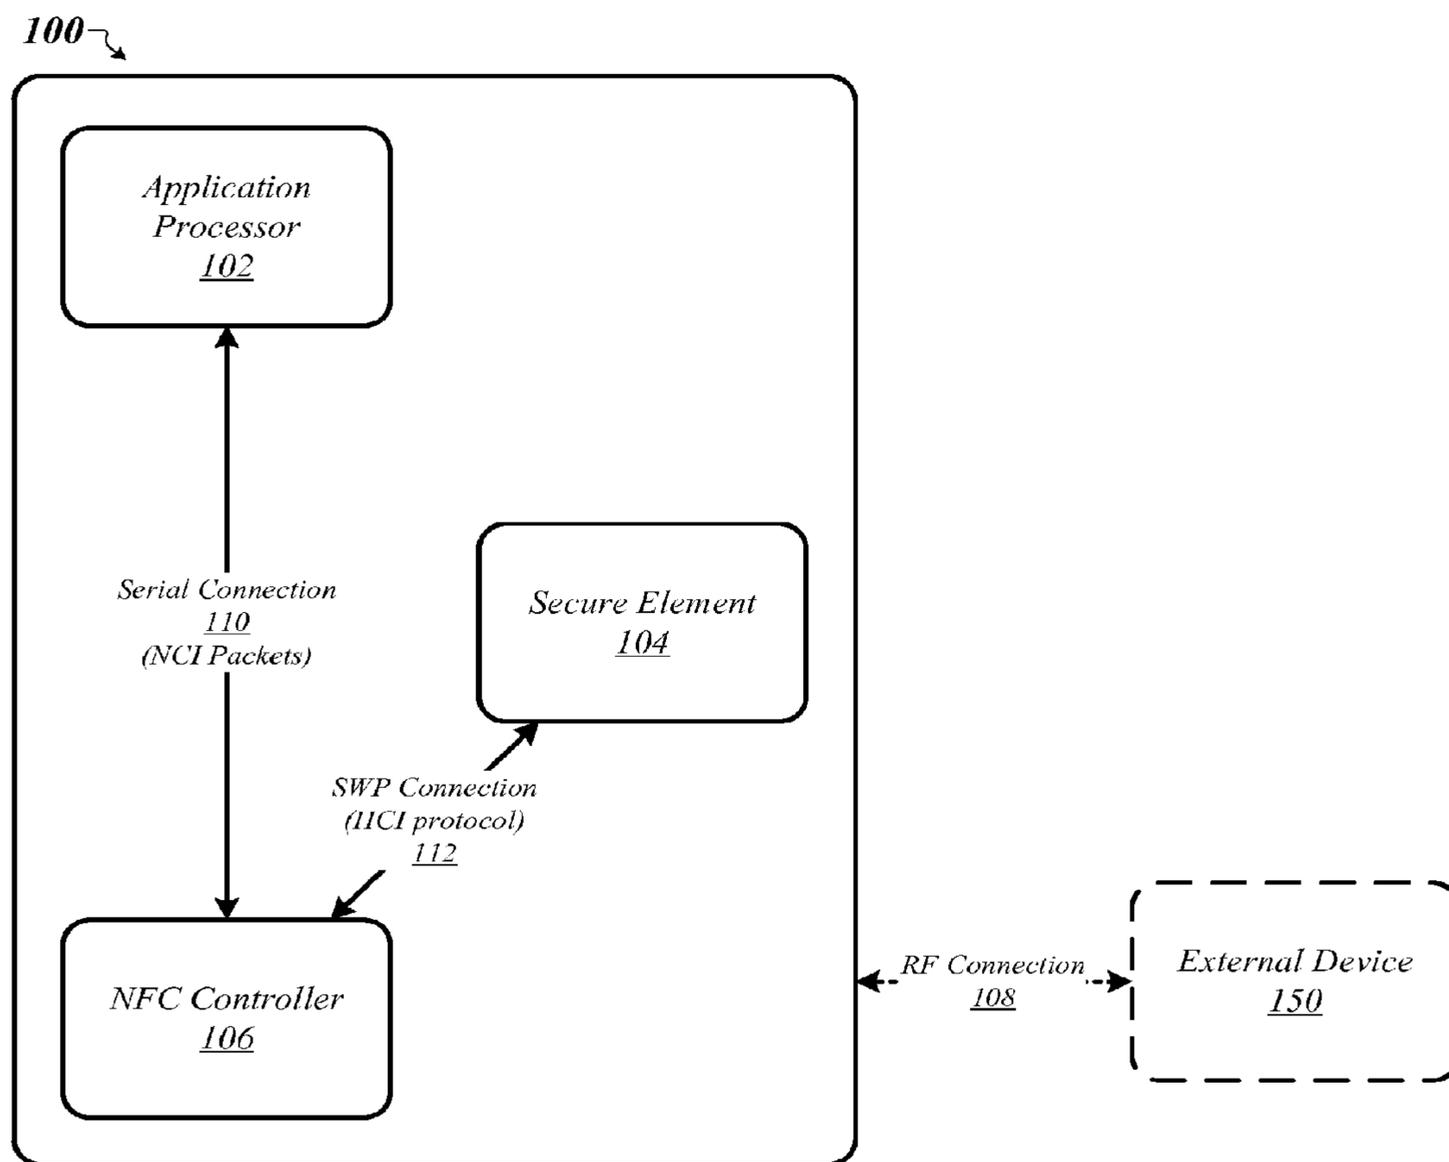 100
Application
Processor
102
Serial Connection
110
(NCI Packets)
Secure Element
104
SWP Connection
(HCI protocol)
112
NFC Controller
106
RF Connection
108
External Device
150